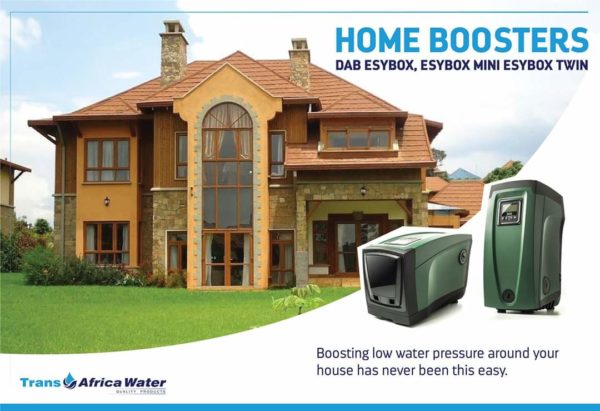 HOME BOOSTERS
DAB ESYBOX, ESYBOX MINI ESYBOX TWIN
Boosting low water pressure around your
house has never been this easy.
Trans Africa Water
QUALITY. PRODUCTS